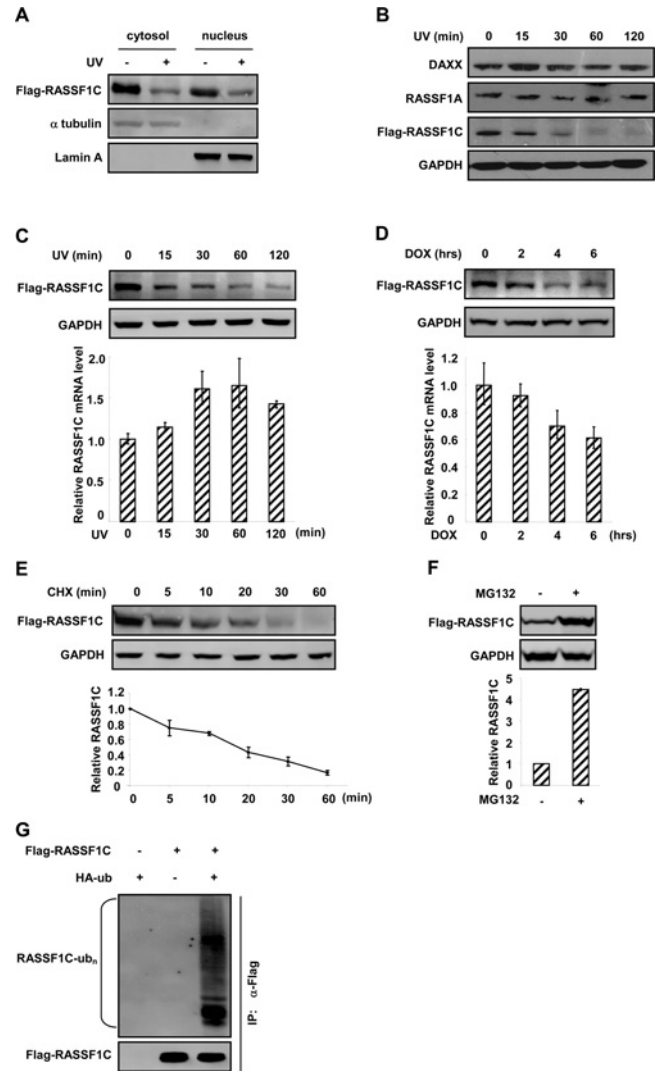 A
cytosol nucleus
UV - + - +
Flag-RASSF1C
α tubulin
Lamin A
B
UV (min) 0 15 30 60 120
DAXX
RASSF1A
Flag-RASSF1C
GAPDH
C
UV (min) 0 15 30 60 120
Flag-RASSF1C
GAPDH
Relative RASSF1C mRNA level
2.0
1.5
1.0
0.5
0
UV 0 15 30 60 120 (min)
D
DOX (hrs) 0 2 4 6
Flag-RASSF1C
GAPDH
Relative RASSF1C mRNA level
1.2
1.0
0.8
0.6
0.4
0.2
0
DOX 0 2 4 6 (hrs)
E
CHX (min) 0 5 10 20 30 60
Flag-RASSF1C
GAPDH
Relative RASSF1C
1.2
1.0
0.8
0.6
0.4
0.2
0 5 10 20 30 60 (min)
F
MG132 - +
Flag-RASSF1C
GAPDH
Relative RASSF1C
5
4
3
2
1
0
MG132 - +
G
Flag-RASSF1C - + +
HA-ub + - +
RASSF1C-ubn
Flag-RASSF1C
IP: α-Flag